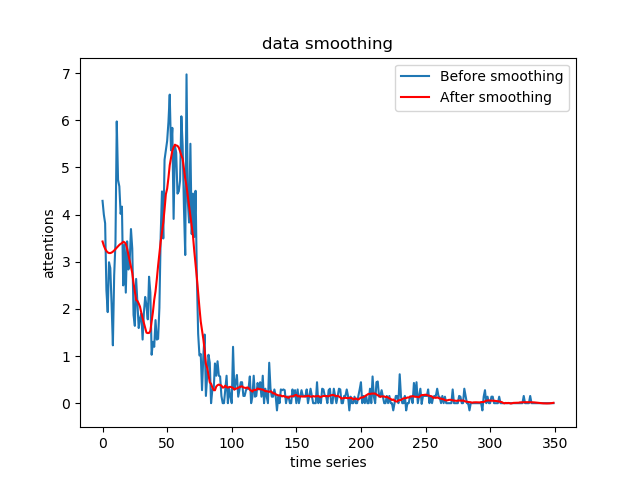 data smoothing
Before smoothing
After smoothing
attentions
7
6
5
4
3
2
1
0
0 50 100 150 200 250 300 350
time series